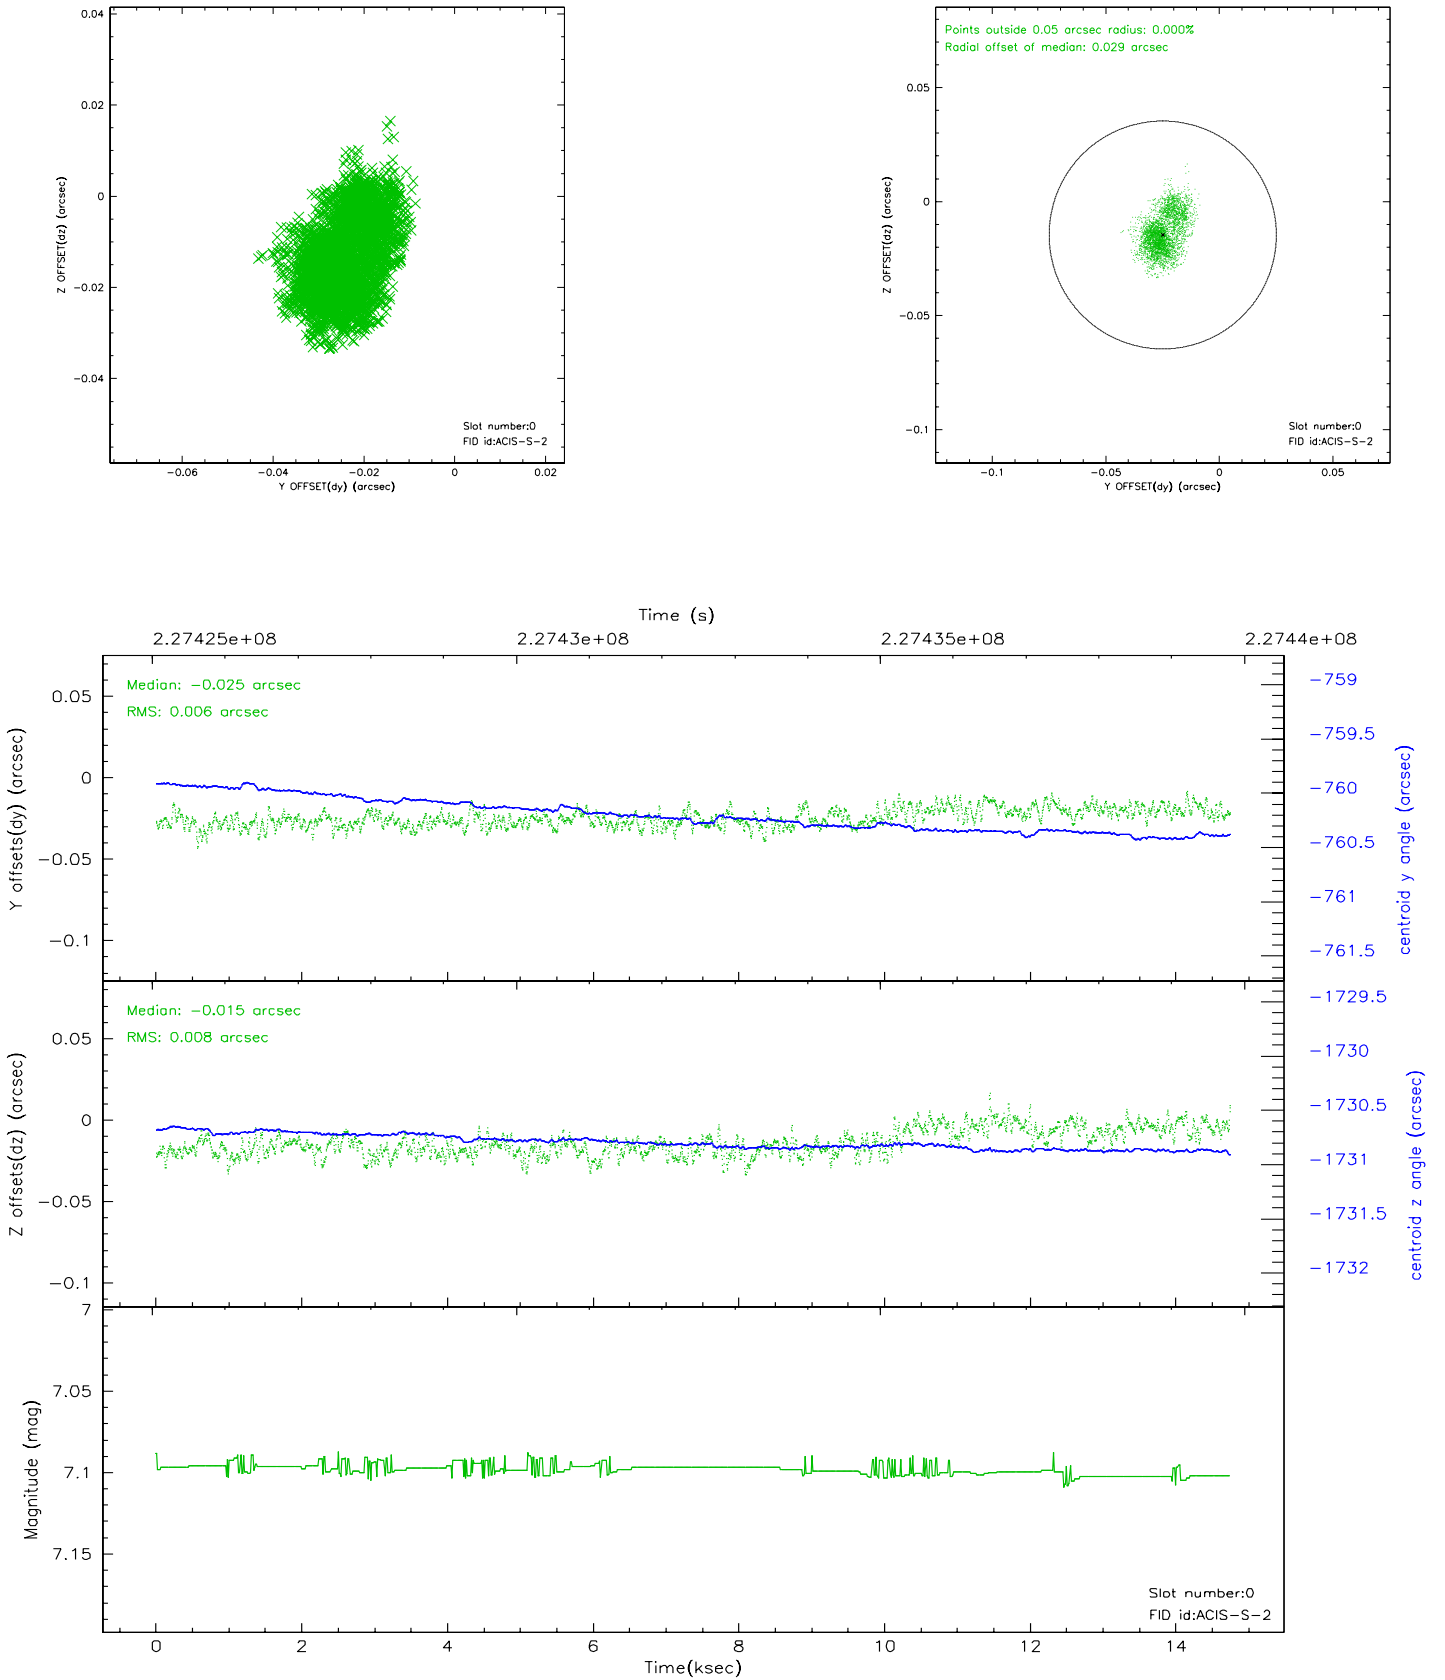 0.04
0.02
0
−0.02
−0.04
Z OFFSET(dz) (arcsec)
Slot number:0
FID id:ACIS−S−2
−0.06
−0.04
−0.02
0
0.02
Y OFFSET(dy) (arcsec)
Points outside 0.05 arcsec radius: 0.000%
Radial offset of median: 0.029 arcsec
0.05
0
−0.05
−0.1
Z OFFSET(dz) (arcsec)
Slot number:0
FID id:ACIS−S−2
−0.1
−0.05
0
0.05
Y OFFSET(dy) (arcsec)
Time (s)
2.27425e+08
2.2743e+08
2.27435e+08
2.2744e+08
Median: −0.025 arcsec
RMS: 0.006 arcsec
0.05
0
−0.05
−0.1
Y offsets(dy) (arcsec)
−759
−759.5
−760
−760.5
−761
−761.5
centroid y angle (arcsec)
Median: −0.015 arcsec
RMS: 0.008 arcsec
0.05
0
−0.05
−0.1
Z offsets(dz) (arcsec)
−1729.5
−1730
−1730.5
−1731
−1731.5
−1732
centroid z angle (arcsec)
7
7.05
7.1
7.15
Magnitude (mag)
Slot number:0
FID id:ACIS−S−2
0
2
4
6
8
10
12
14
Time(ksec)